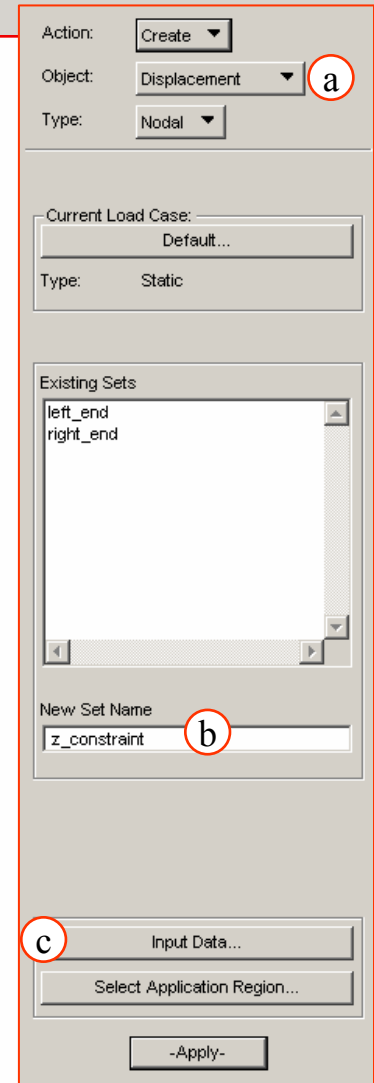 Action: Create
Object: Displacement a
Type: Nodal
Current Load Case:
Default...
Type: Static
Existing Sets
left_end
right_end
New Set Name
z_constraint b
c Input Data...
Select Application Region...
-Apply-